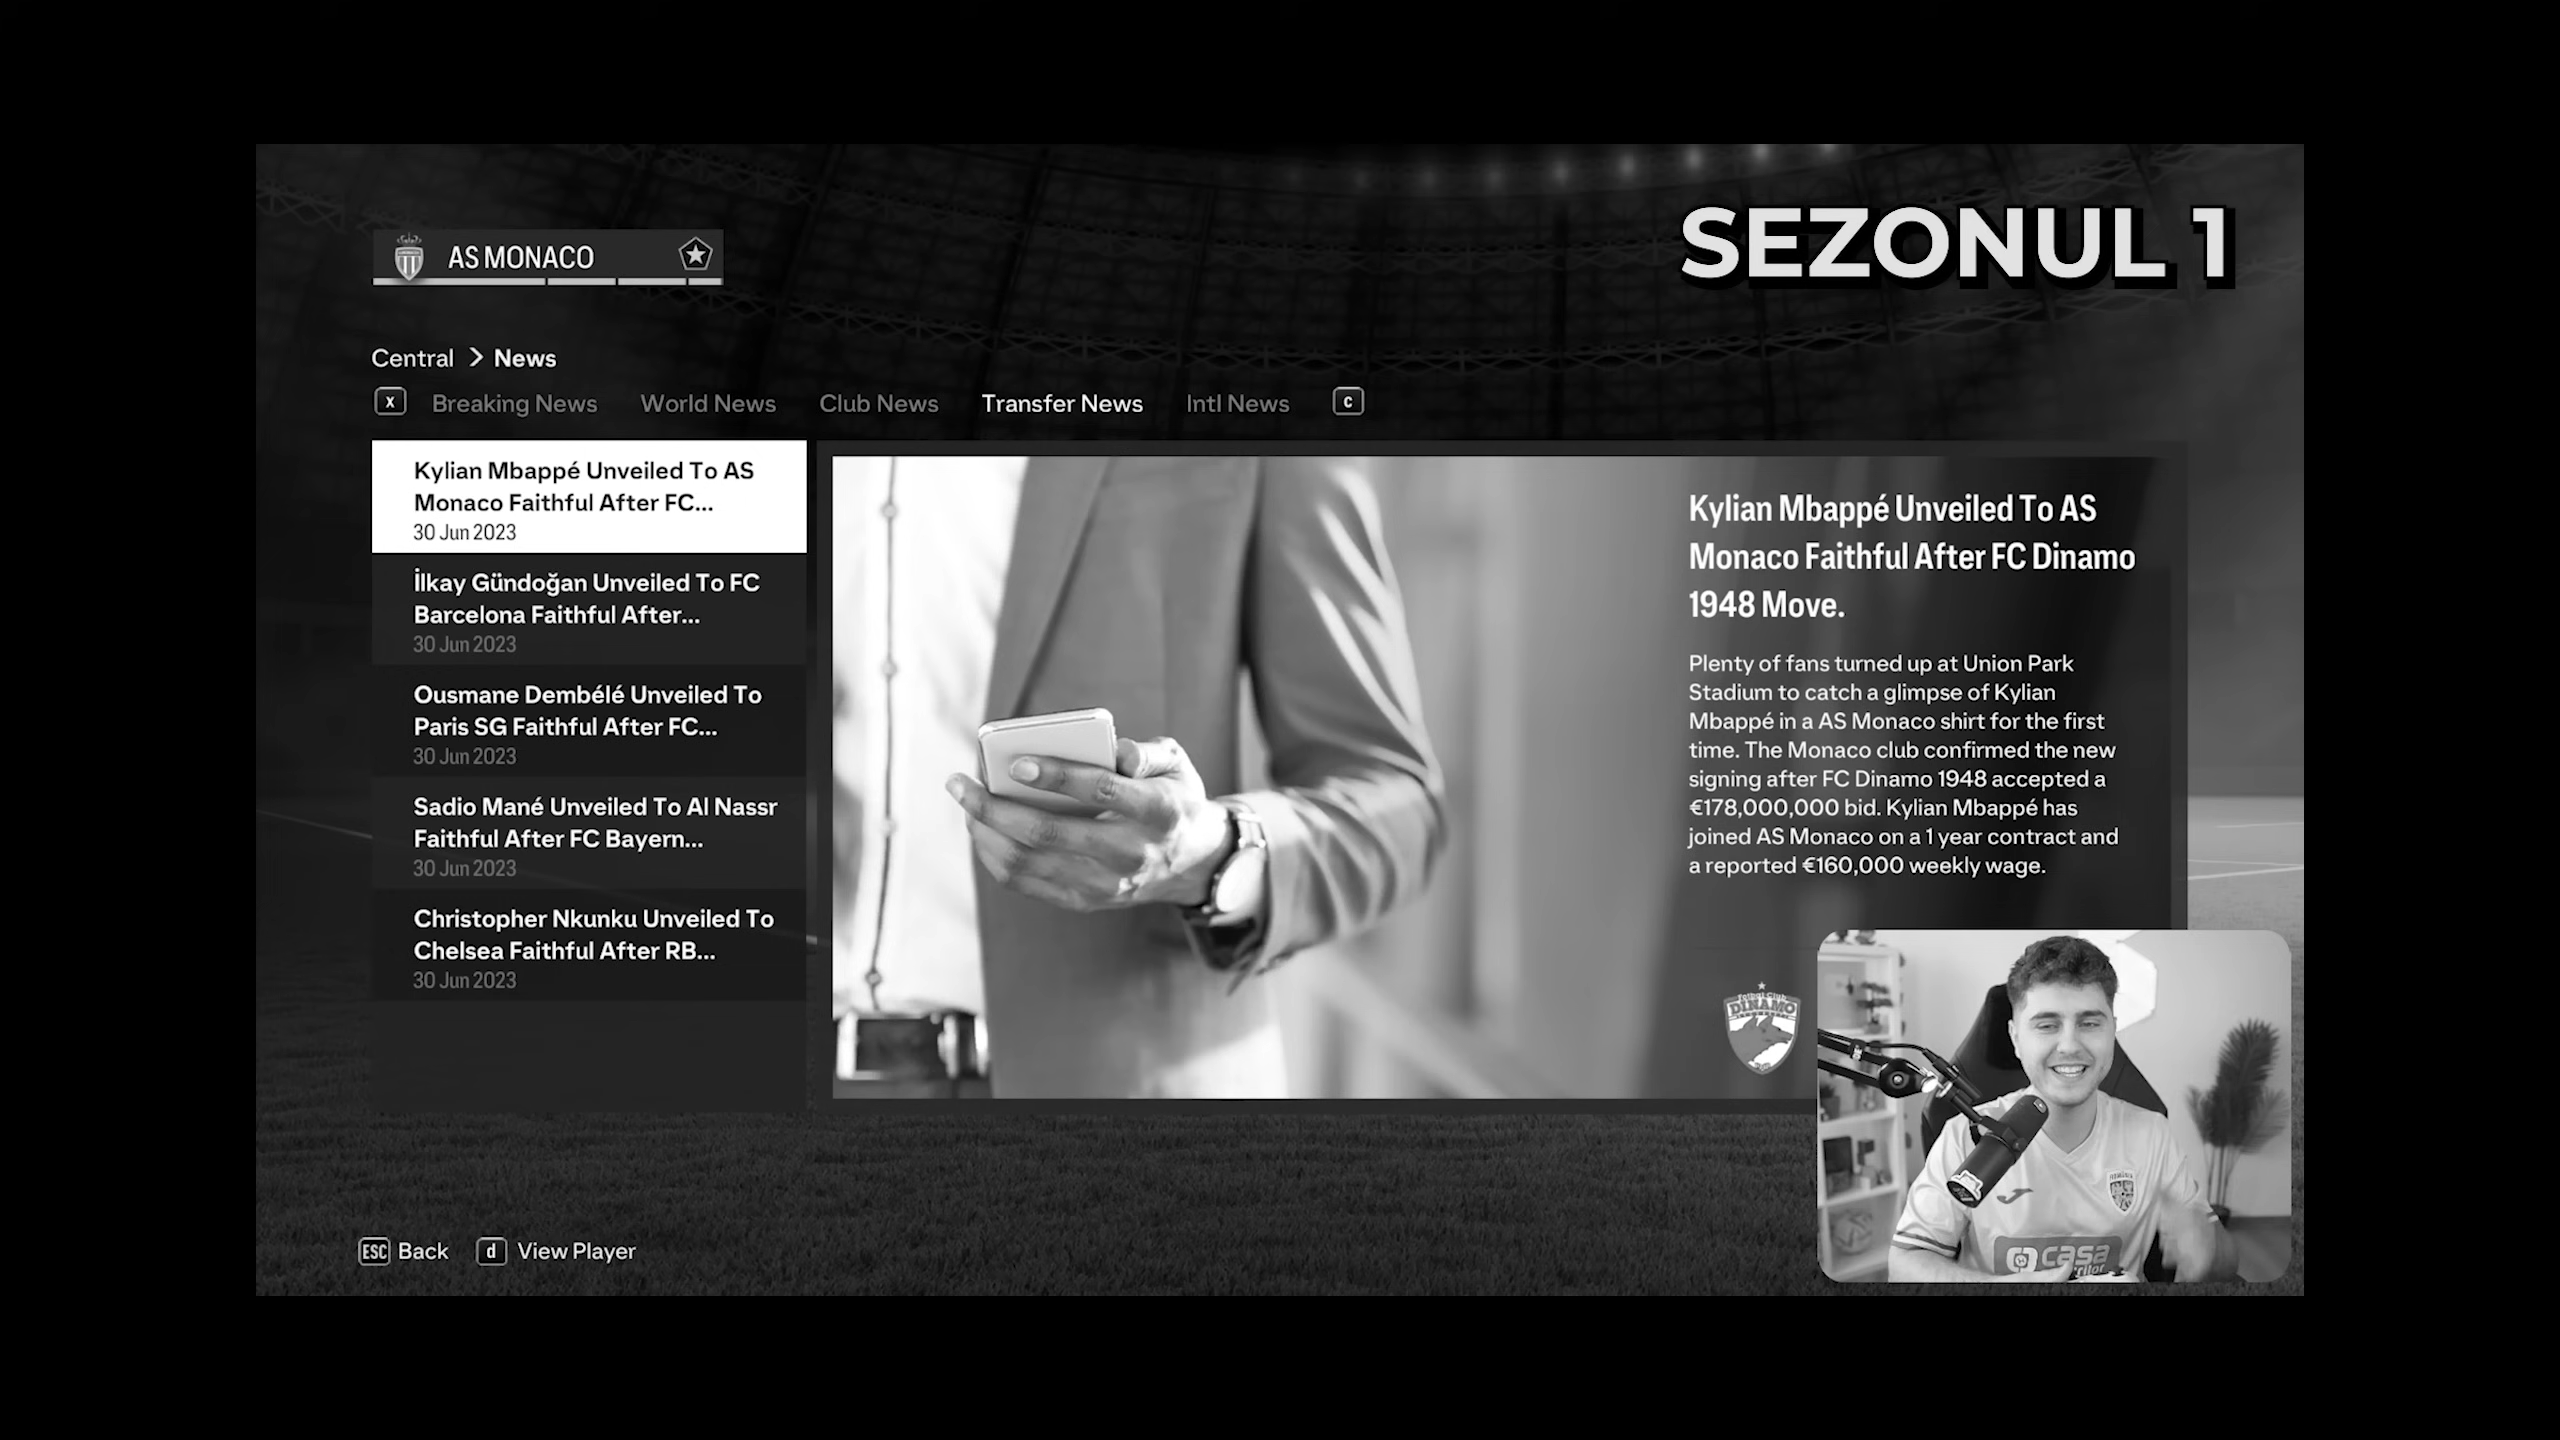 SEZONUL 1
AS MONACO
Central > News
X Breaking News World News Club News Transfer News Intl News C
Kylian Mbappé Unveiled To AS
Monaco Faithful After FC...
30 Jun 2023
İlkay Gündoğan Unveiled To FC
Barcelona Faithful After...
30 Jun 2023
Ousmane Dembélé Unveiled To
Paris SG Faithful After FC...
30 Jun 2023
Sadio Mané Unveiled To Al Nassr
Faithful After FC Bayern...
30 Jun 2023
Christopher Nkunku Unveiled To
Chelsea Faithful After RB...
30 Jun 2023
Kylian Mbappé Unveiled To AS
Monaco Faithful After FC Dinamo
1948 Move.
Plenty of fans turned up at Union Park
Stadium to catch a glimpse of Kylian
Mbappé in a AS Monaco shirt for the first
time. The Monaco club confirmed the new
signing after FC Dinamo 1948 accepted a
€178,000,000 bid. Kylian Mbappé has
joined AS Monaco on a 1 year contract and
a reported €160,000 weekly wage.
Fotbal Club
DINAMO
casa
ESC Back d View Player